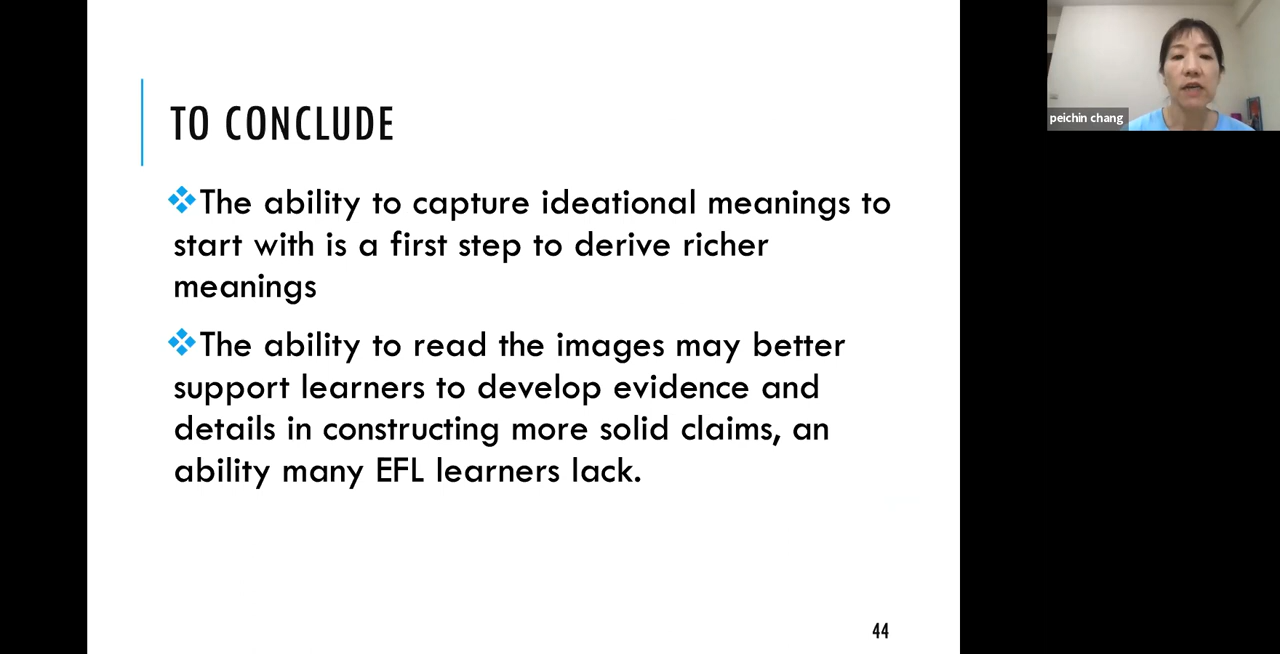 TO CONCLUDE
The ability to capture ideational meanings to
start with is a first step to derive richer
meanings
The ability to read the images may better
support learners to develop evidence and
details in constructing more solid claims, an
ability many EFL learners lack.
44
peichin chang